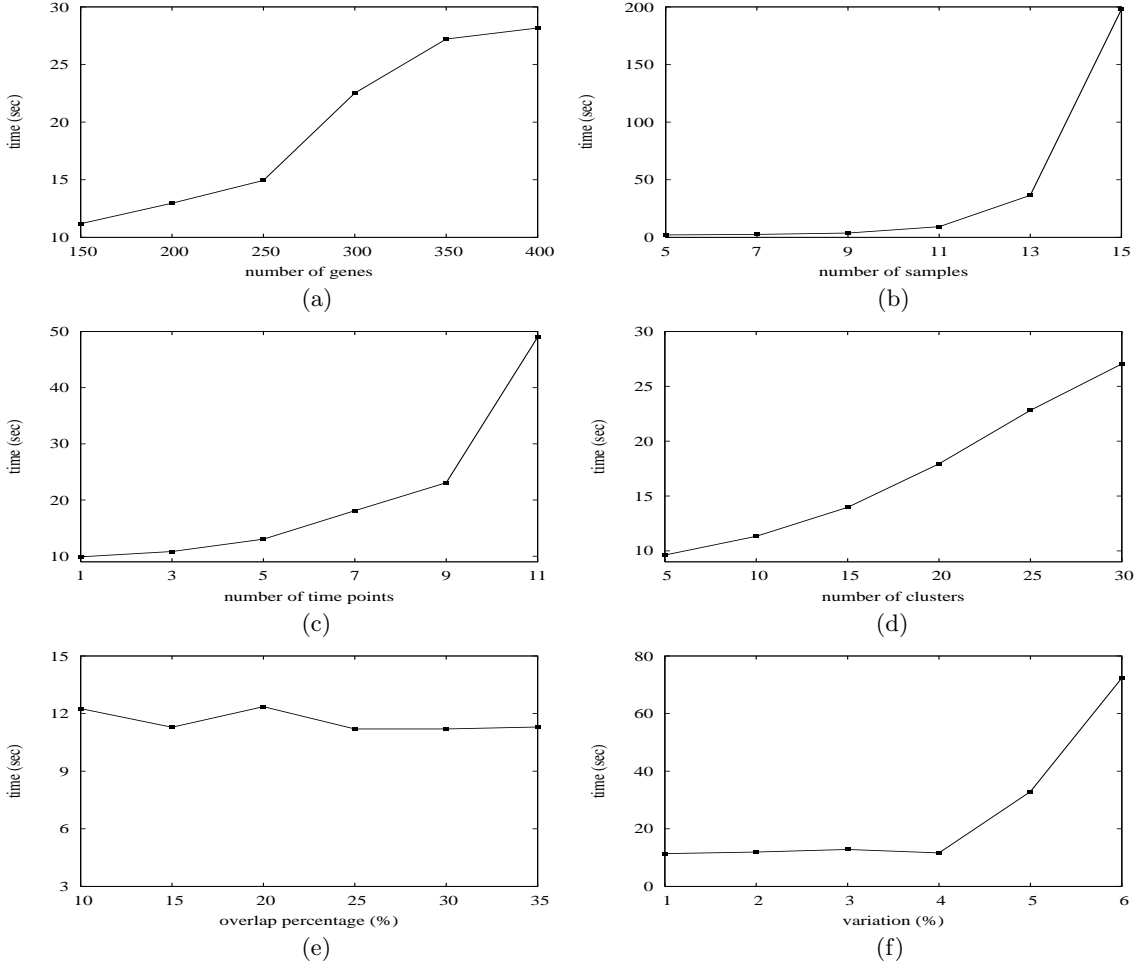 30
25
20
15
10
time (sec)
150 200 250 300 350 400
number of genes
(a)
200
150
100
50
0
time (sec)
5 7 9 11 13 15
number of samples
(b)
50
40
30
20
10
time (sec)
1 3 5 7 9 11
number of time points
(c)
30
25
20
15
10
time (sec)
5 10 15 20 25 30
number of clusters
(d)
15
12
9
6
3
time (sec)
10 15 20 25 30 35
overlap percentage (%)
(e)
80
60
40
20
0
time (sec)
1 2 3 4 5 6
variation (%)
(f)